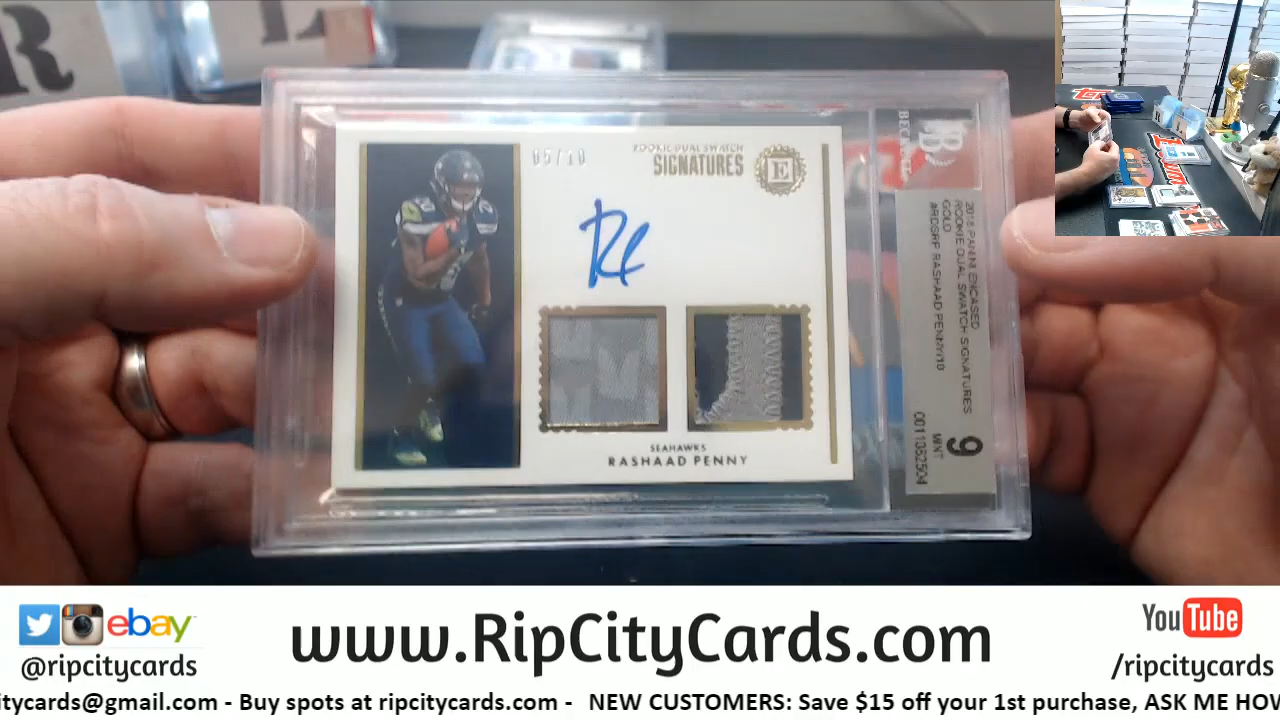 R
05/10
ROOKIE DUAL SWATCH
SIGNATURES
E
SEAHAWKS
RASHAAD PENNY
2018 PANINI ENCASED
ROOKIE DUAL SWATCH SIGNATURES
GOLD
#RDSRP RASHAAD PENNY/10
9
MINT
0011082504
ebay
@ripcitycards
www.RipCityCards.com
YouTube
/ripcitycards
itycards@gmail.com - Buy spots at ripcitycards.com - NEW CUSTOMERS: Save $15 off your 1st purchase, ASK ME HOW